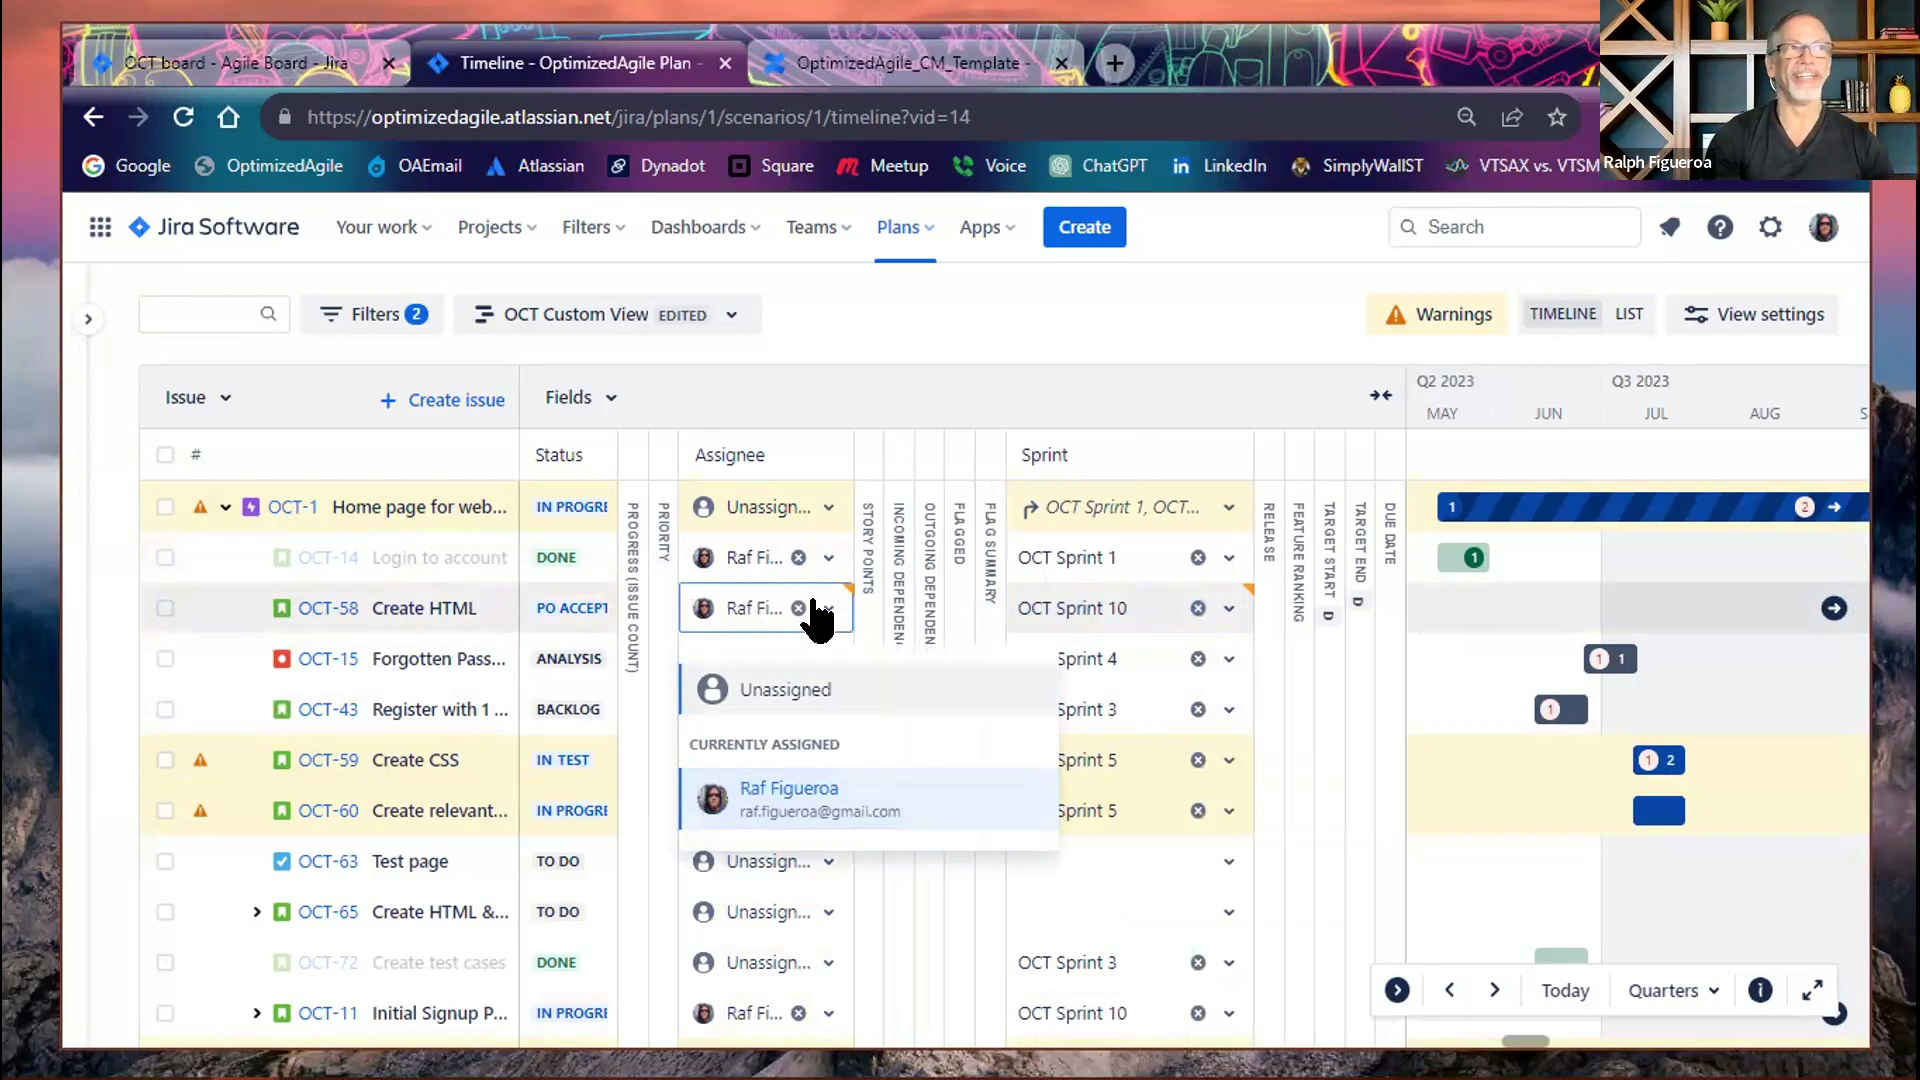 OCT board - Agile Board - Jira
Timeline - OptimizedAgile Plan -
OptimizedAgile_CM_Template -
https://optimizedagile.atlassian.net/jira/plans/1/scenarios/1/timeline?vid=14
Google OptimizedAgile OAEmail Atlassian Dynadot Square Meetup Voice ChatGPT LinkedIn SimplyWallST VTSAX vs. VTSM
Ralph Figueroa
Jira Software Your work Projects Filters Dashboards Teams Plans Apps Create Search
Filters 2 OCT Custom View EDITED Warnings TIMELINE LIST View settings
Issue + Create issue Fields Q2 2023 Q3 2023
MAY JUN JUL AUG S
# Status Assignee Sprint
PROGRESS (ISSUE COUNT)
PRIORITY
STORY POINTS
INCOMING DEPENDEN
OUTGOING DEPENDEN
FLAGGED
FLAG SUMMARY
RELEASE
FEATURE RANKING
TARGET START D
TARGET END D
DUE DATE
OCT-1 Home page for web... IN PROGRE Unassign... OCT Sprint 1, OCT... 1 2
OCT-14 Login to account DONE Raf Fi... OCT Sprint 1 1
OCT-58 Create HTML PO ACCEPT Raf Fi... OCT Sprint 10
OCT-15 Forgotten Pass... ANALYSIS Sprint 4 1 1
Unassigned
OCT-43 Register with 1 ... BACKLOG Sprint 3 1
CURRENTLY ASSIGNED
OCT-59 Create CSS IN TEST Sprint 5 1 2
Raf Figueroa
raf.figueroa@gmail.com
OCT-60 Create relevant... IN PROGRE Sprint 5
OCT-63 Test page TO DO Unassign...
OCT-65 Create HTML &... TO DO Unassign...
OCT-72 Create test cases DONE Unassign... OCT Sprint 3
OCT-11 Initial Signup P... IN PROGRE Raf Fi... OCT Sprint 10
Today Quarters